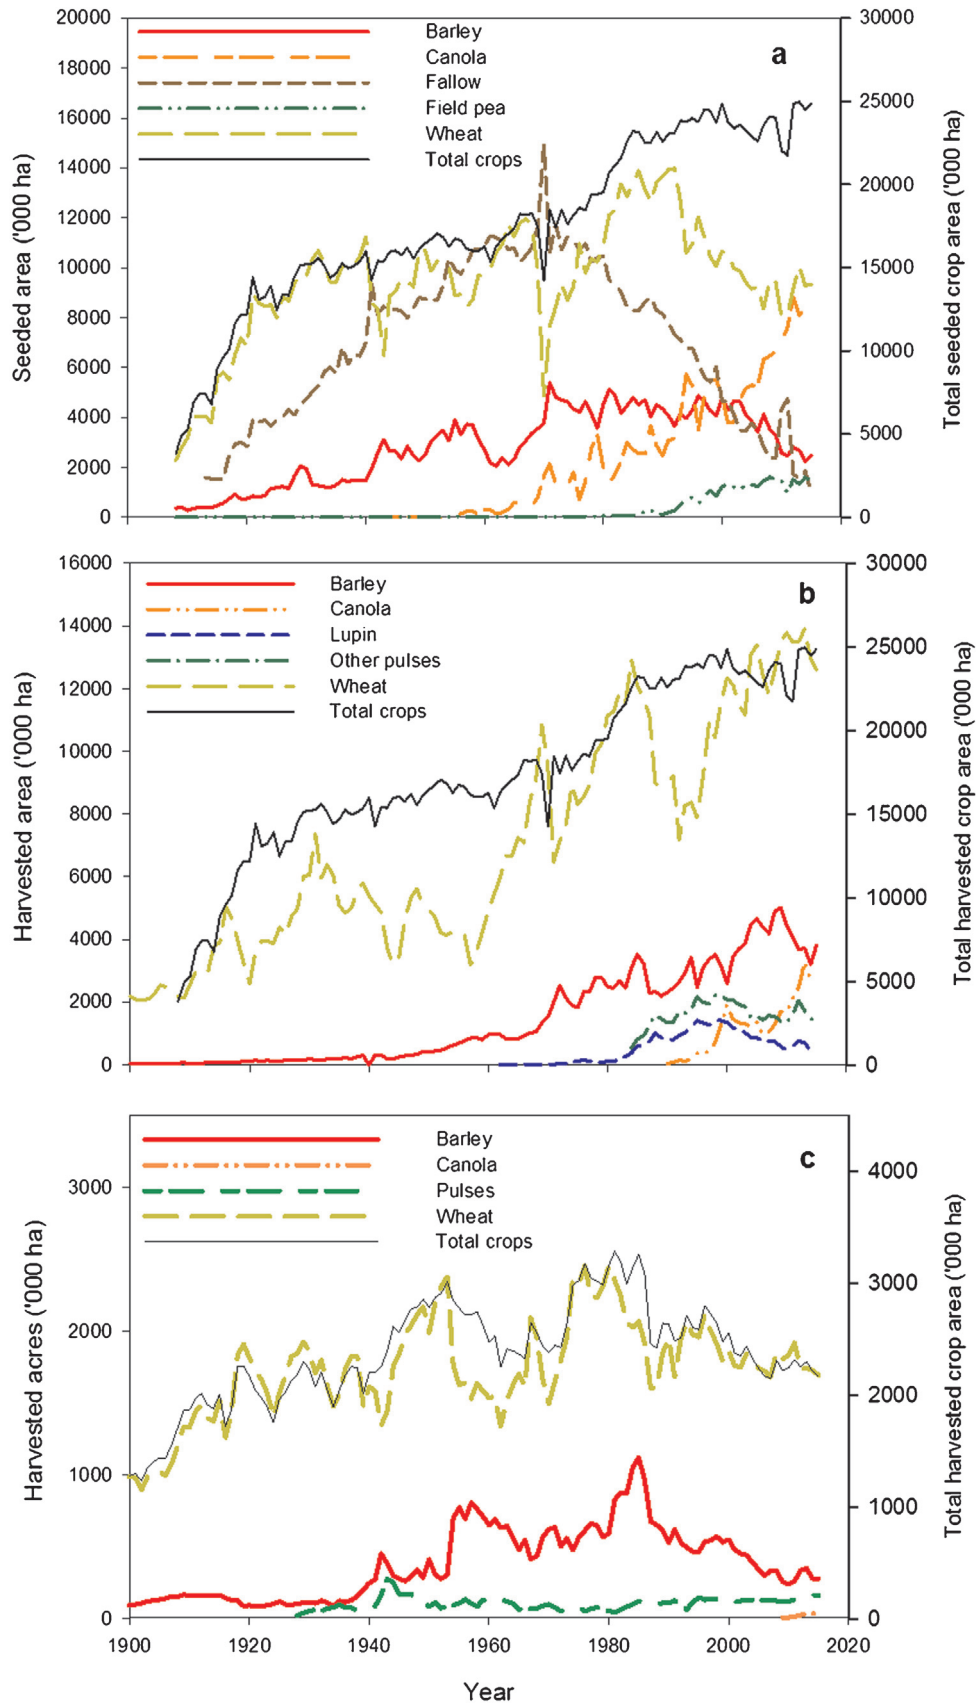 20000
18000
16000
14000
12000
10000
8000
6000
4000
2000
0
Seeded area ('000 ha)
Barley
Canola
Fallow
Field pea
Wheat
Total crops
a
30000
25000
20000
15000
10000
5000
0
Total seeded crop area ('000 ha)
16000
14000
12000
10000
8000
6000
4000
2000
0
Harvested area ('000 ha)
Barley
Canola
Lupin
Other pulses
Wheat
Total crops
b
30000
25000
20000
15000
10000
5000
0
Total harvested crop area ('000 ha)
3000
2000
1000
0
Harvested acres ('000 ha)
Barley
Canola
Pulses
Wheat
Total crops
c
4000
3000
2000
1000
0
Total harvested crop area ('000 ha)
1900 1920 1940 1960 1980 2000 2020
Year